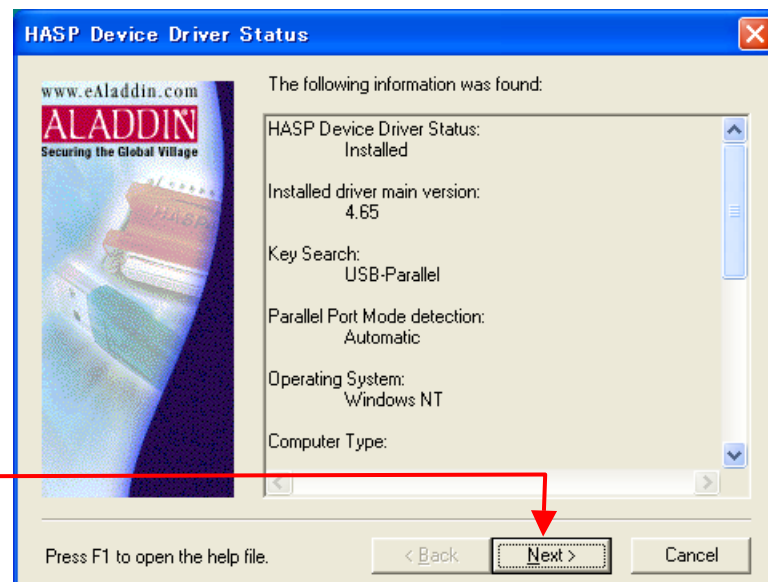 HASP Device Driver Status
www.eAladdin.com
ALADDIN
Securing the Global Village
HASP
The following information was found:
HASP Device Driver Status:
Installed
Installed driver main version:
4.65
Key Search:
USB-Parallel
Parallel Port Mode detection:
Automatic
Operating System:
Windows NT
Computer Type:
Press F1 to open the help file.
< Back
Next >
Cancel